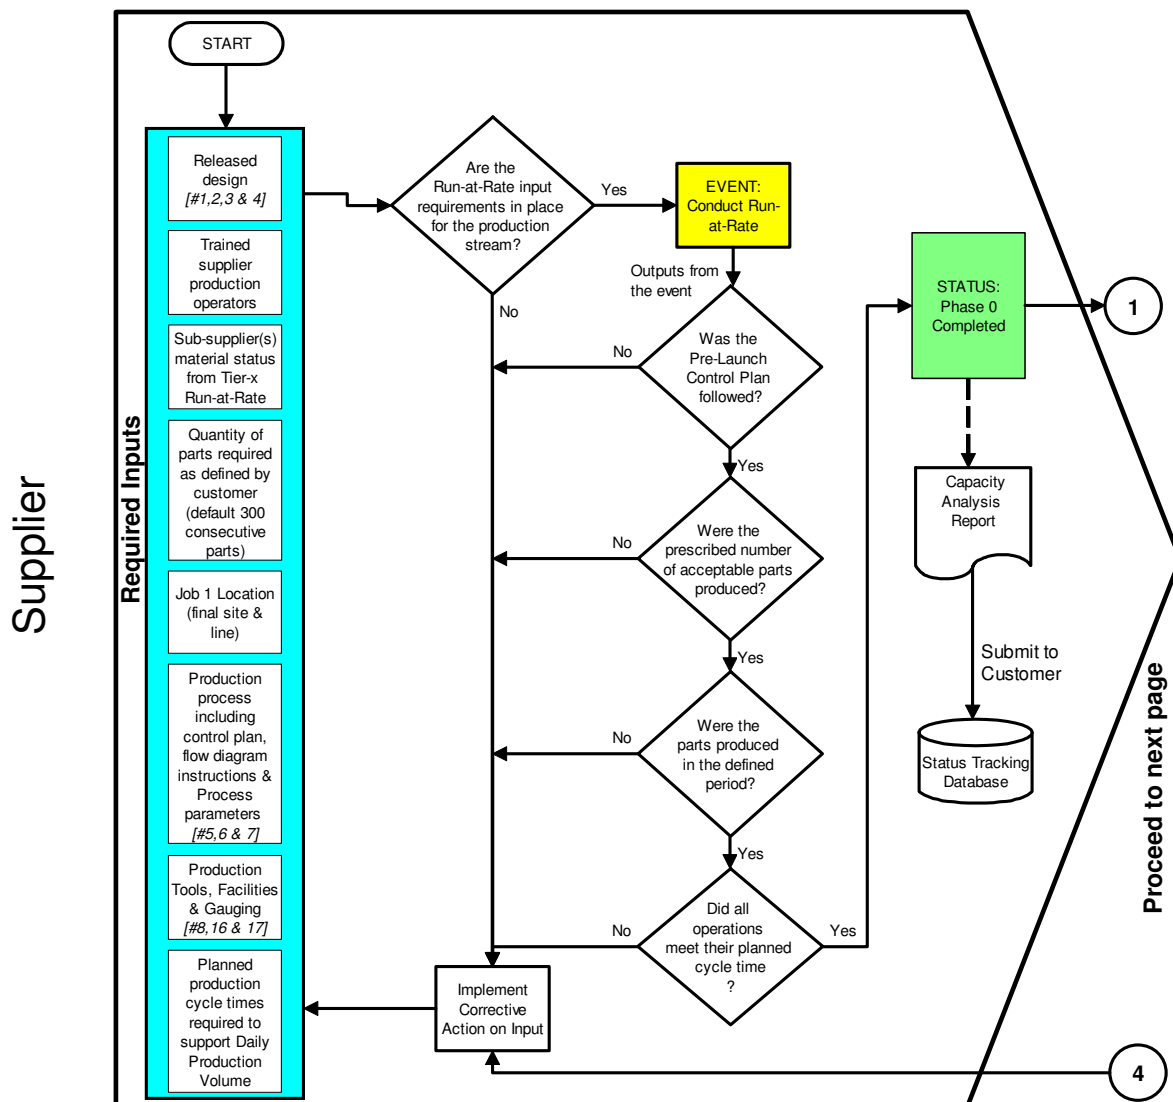 START
Supplier
Required Inputs
Released
design
[#1,2,3 & 4]
Trained
supplier
production
operators
Sub-supplier(s)
material status
from Tier-x
Run-at-Rate
Quantity of
parts required
as defined by
customer
(default 300
consecutive
parts)
Job 1 Location
(final site &
line)
Production
process
including
control plan,
flow diagram
instructions &
Process
parameters
[#5,6 & 7]
Production
Tools, Facilities
& Gauging
[#8,16 & 17]
Planned
production
cycle times
required to
support Daily
Production
Volume
Are the
Run-at-Rate input
requirements in place
for the production
stream?
Yes
No
EVENT:
Conduct Run-
at-Rate
Outputs from
the event
Was the
Pre-Launch
Control Plan
followed?
No
Yes
Were the
prescribed number
of acceptable parts
produced?
No
Yes
Were the
parts produced
in the defined
period?
No
Yes
Did all
operations
meet their planned
cycle time
?
No
Yes
Implement
Corrective
Action on Input
STATUS:
Phase 0
Completed
1
Capacity
Analysis
Report
Submit to
Customer
Status Tracking
Database
Proceed to next page
4